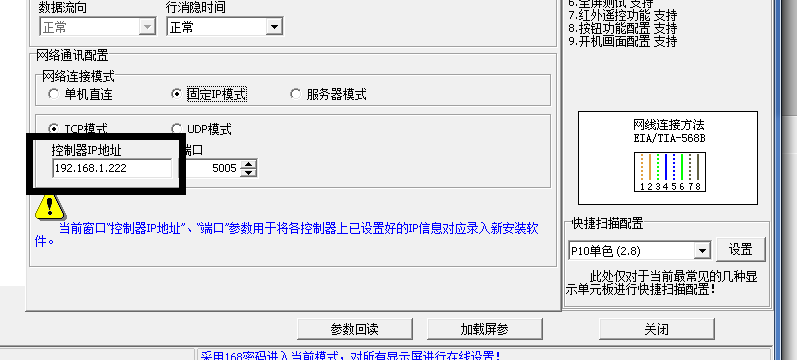 数据流向
行消隐时间
正常
正常
6.全屏测试 支持
7.红外遥控功能 支持
8.按钮功能配置 支持
9.开机画面配置 支持
网络通讯配置
网络连接模式
单机直连
固定IP模式
服务器模式
TCP模式
UDP模式
控制器IP地址
端口
192.168.1.222
5005
当前窗口"控制器IP地址"、"端口"参数用于将各控制器上已设置好的IP信息对应录入新安装软
件。
网线连接方法
EIA/TIA-568B
1 2 3 4 5 6 7 8
快捷扫描配置
P10单色 (2.8)
设置
此处仅对于当前最常见的几种显
示单元板进行快捷扫描配置!
参数回读
加载屏参
关闭
采用168密码进入当前模式，对所有显示屏进行在线设置!